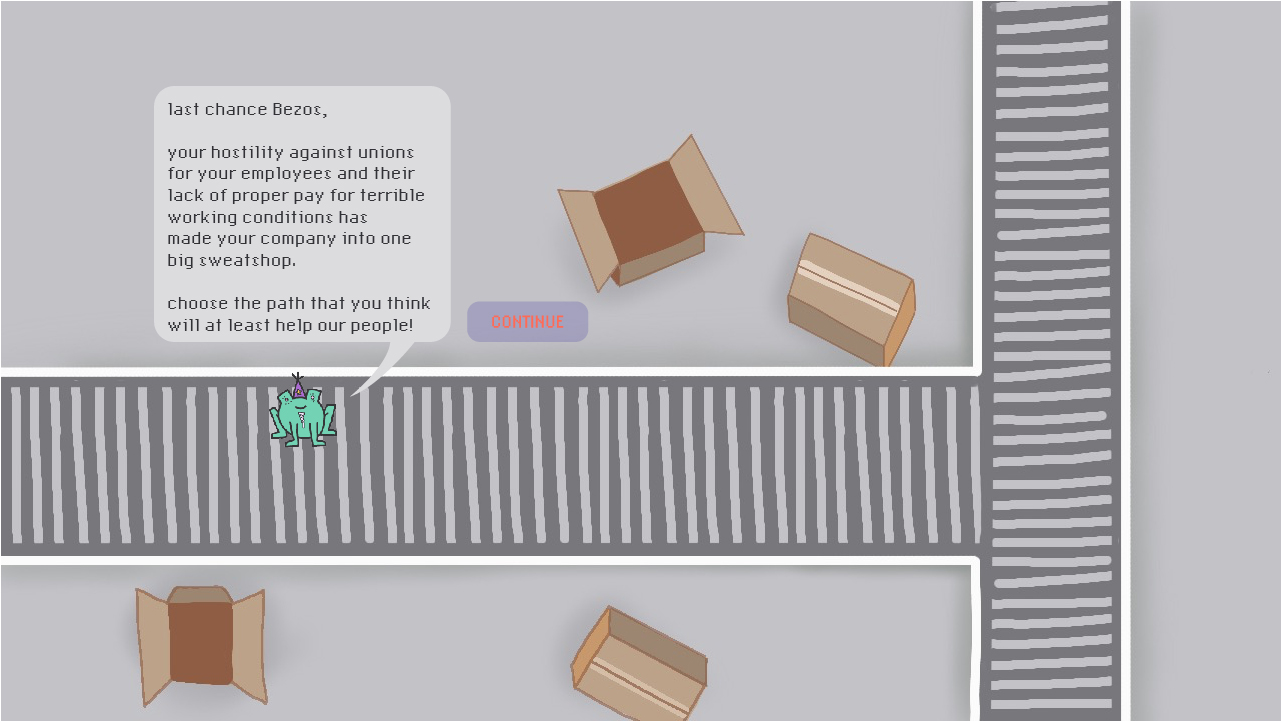 last chance Bezos,
your hostility against unions
for your employees and their
lack of proper pay for terrible
working conditions has
made your company into one
big sweatshop.
choose the path that you think
will at least help our people!
CONTINUE